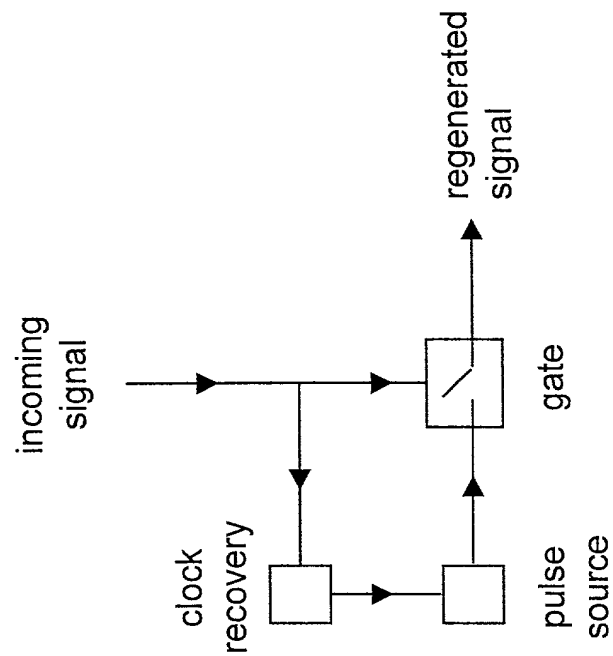 incoming
signal
clock
recovery
regenerated
signal
pulse
source
gate